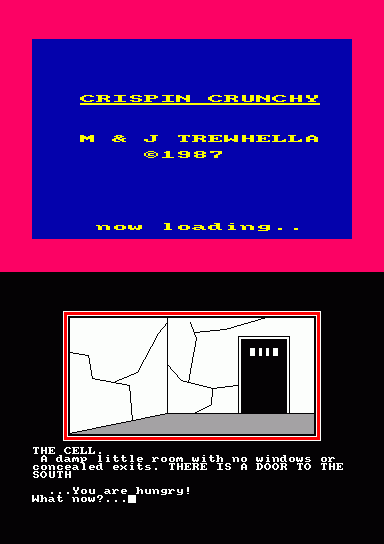 CRISPIN CRUNCHY
M & J TREWHELLA
©1987
now loading..
THE CELL.
A damp little room with no windows or
concealed exits. THERE IS A DOOR TO THE
SOUTH
...You are hungry!
What now?...